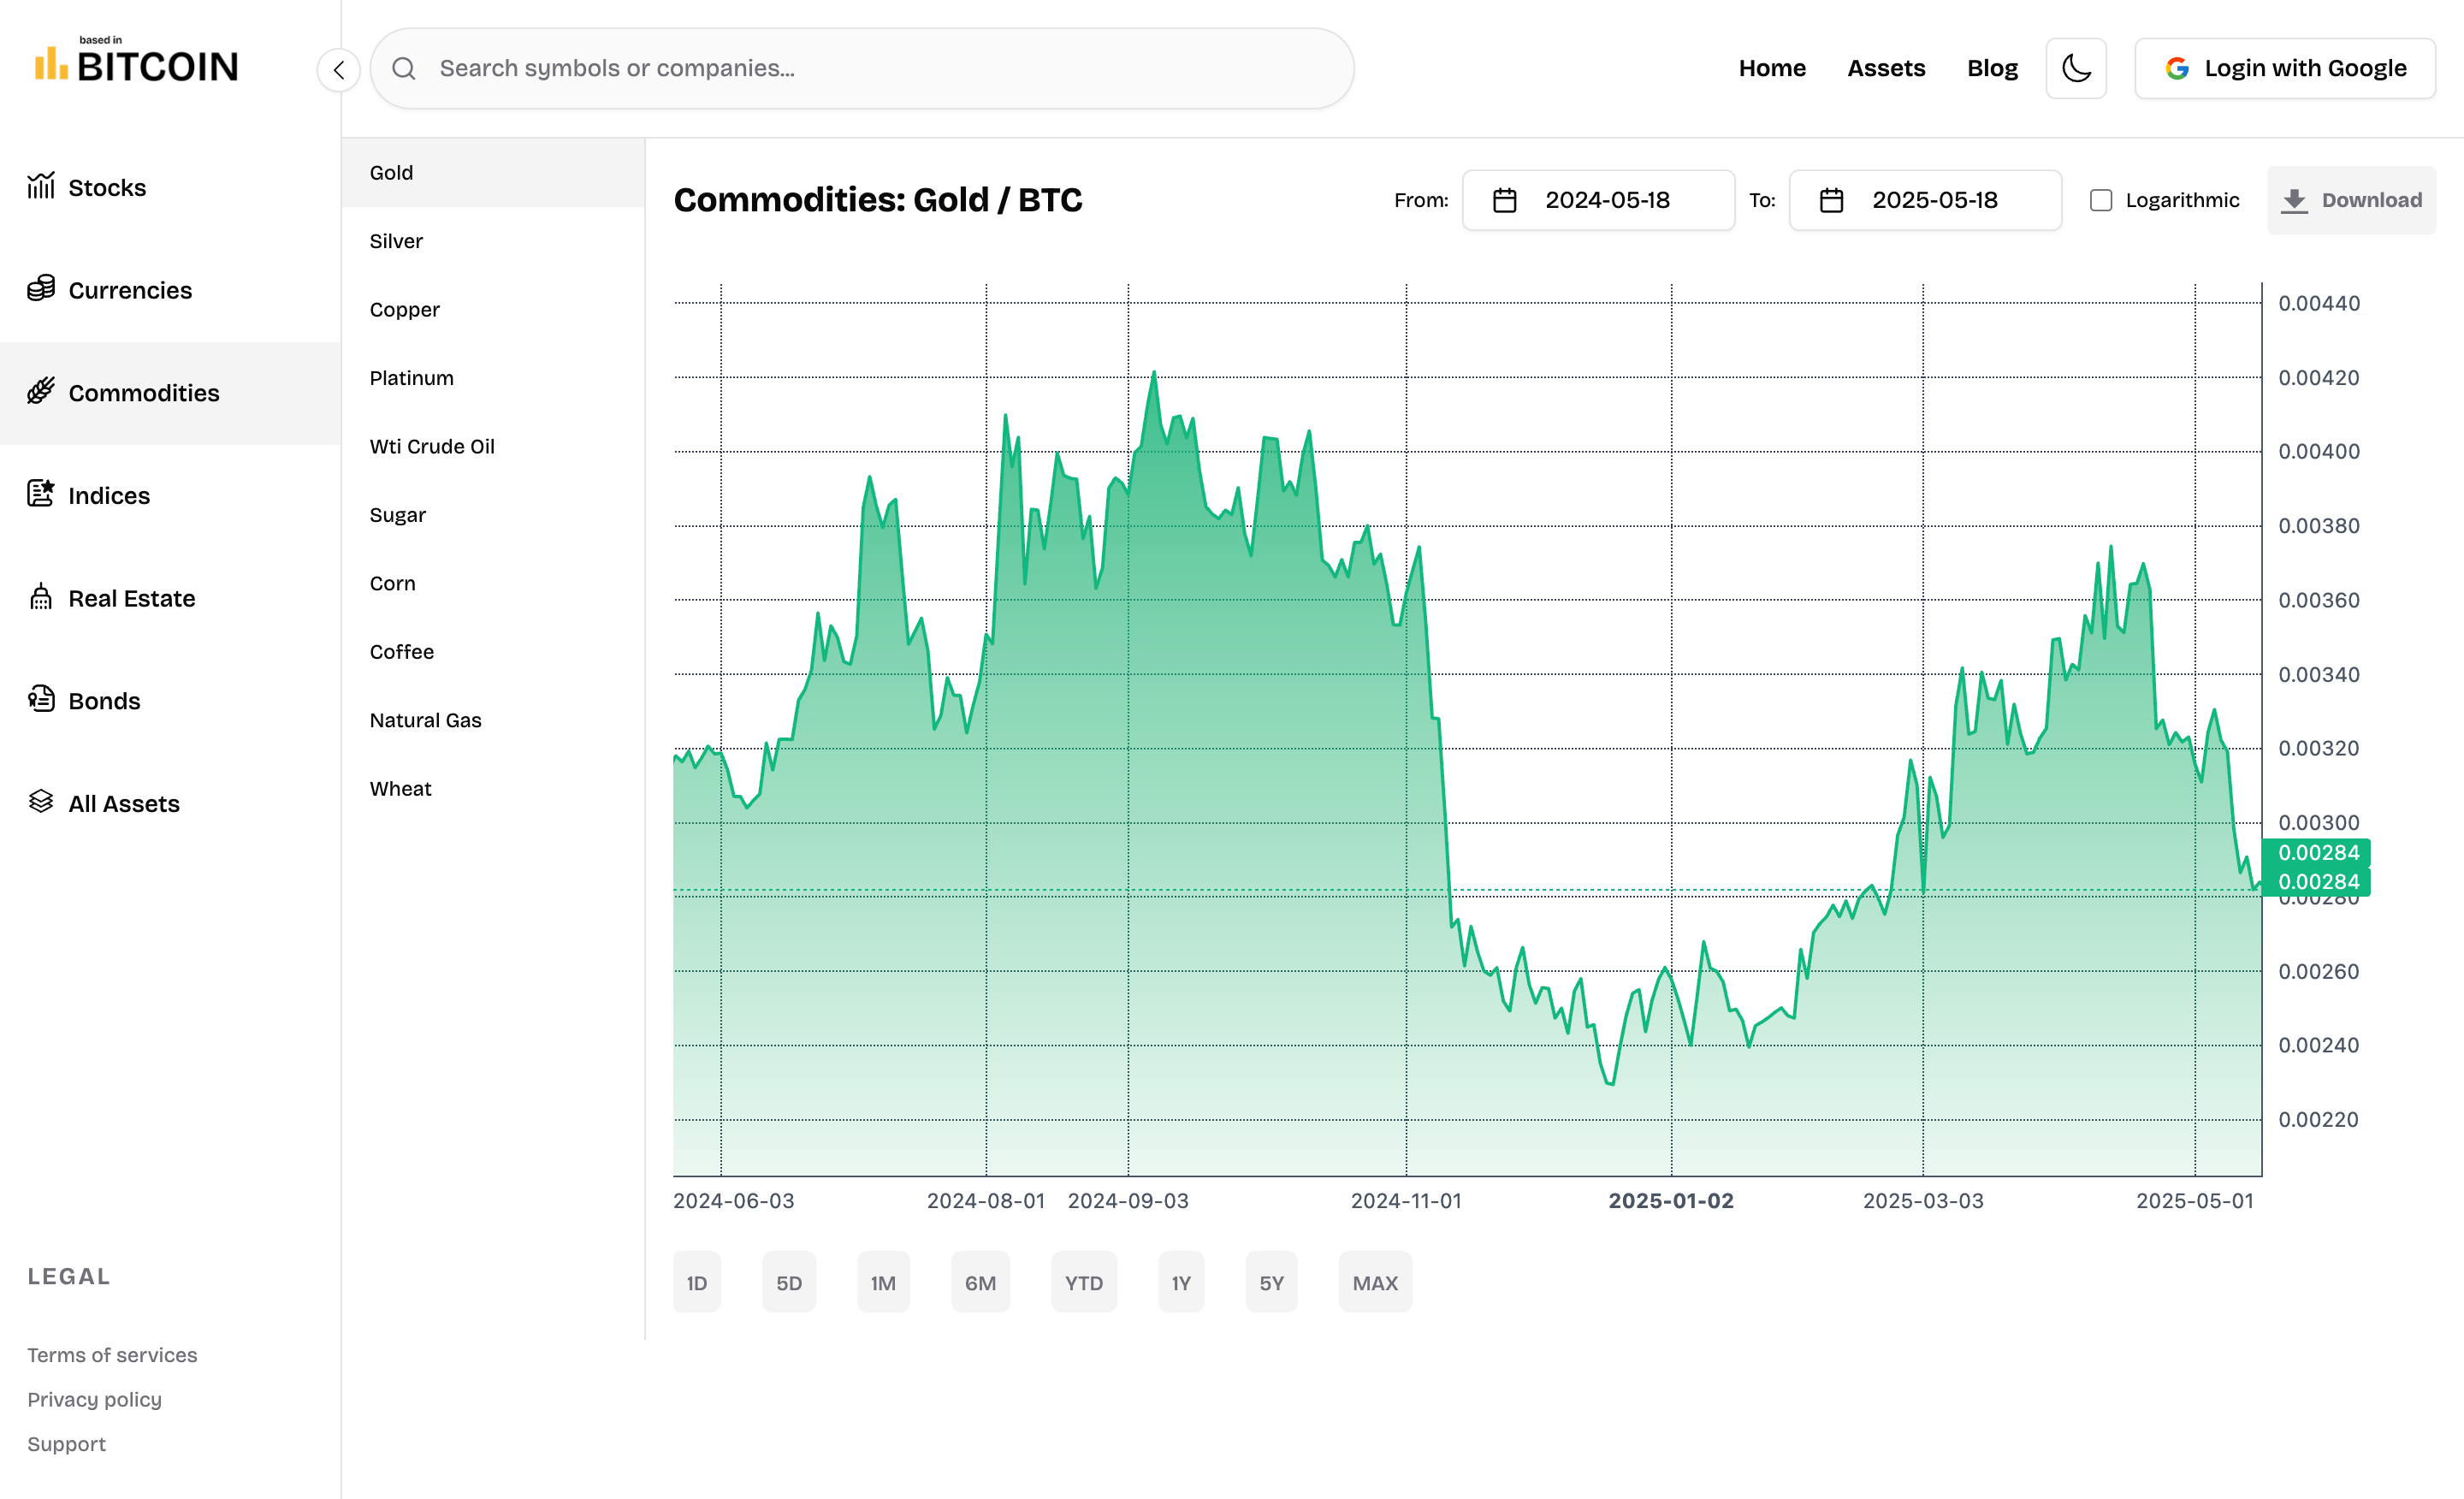 based in
BITCOIN
Search symbols or companies...
Home
Assets
Blog
Login with Google
Stocks
Currencies
Commodities
Indices
Real Estate
Bonds
All Assets
LEGAL
Terms of services
Privacy policy
Support
Gold
Silver
Copper
Platinum
Wti Crude Oil
Sugar
Corn
Coffee
Natural Gas
Wheat
Commodities: Gold / BTC
From:
2024-05-18
To:
2025-05-18
Logarithmic
Download
0.00440
0.00420
0.00400
0.00380
0.00360
0.00340
0.00320
0.00300
0.00284
0.00284
0.00280
0.00260
0.00240
0.00220
2024-06-03
2024-08-01
2024-09-03
2024-11-01
2025-01-02
2025-03-03
2025-05-01
1D
5D
1M
6M
YTD
1Y
5Y
MAX